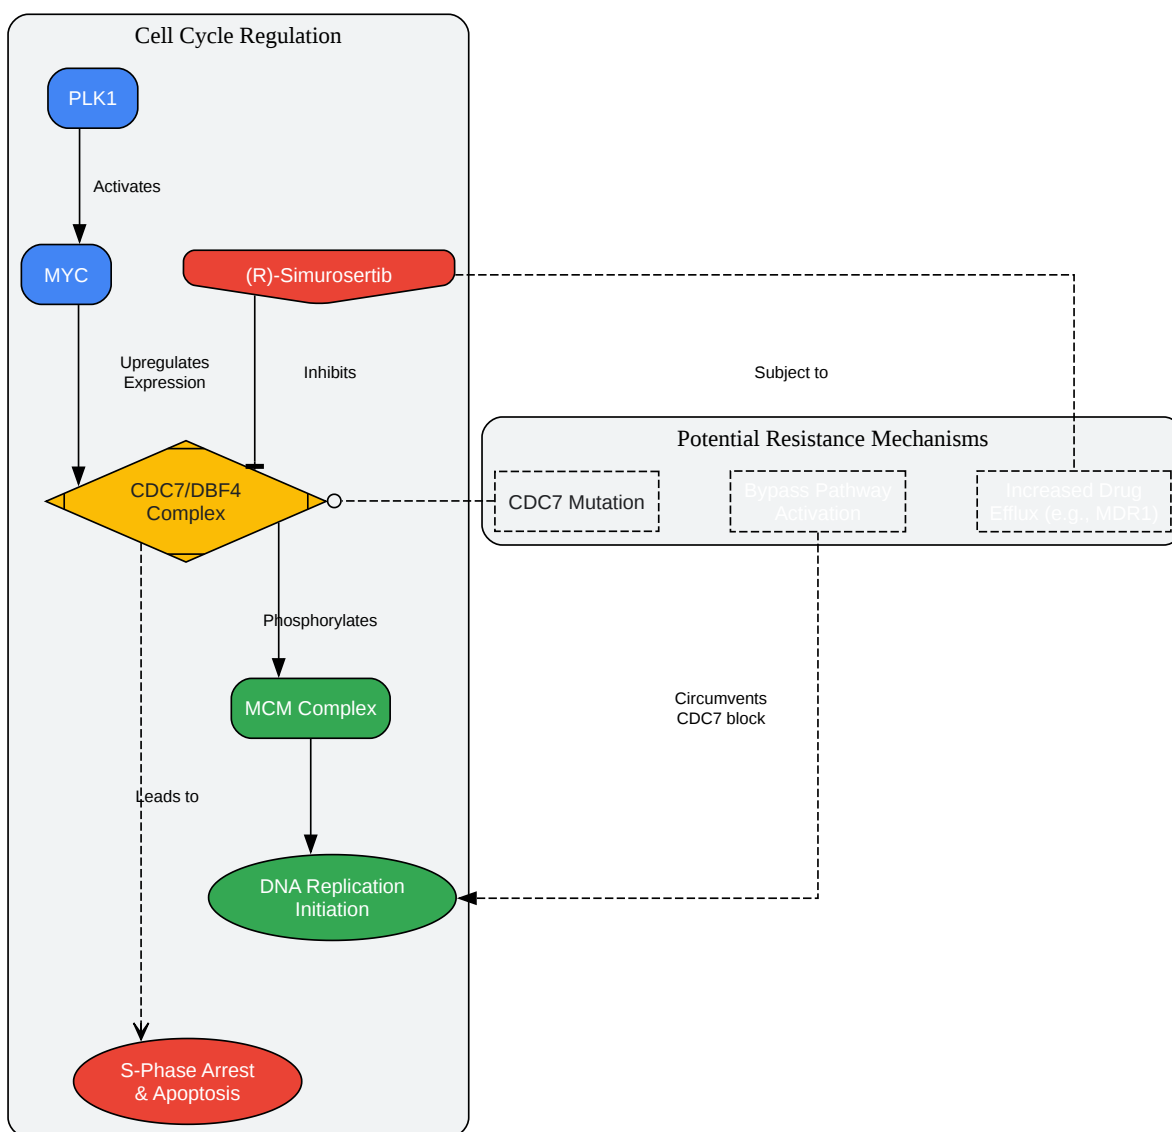 Cell Cycle Regulation
PLK1
Activates
MYC
(R)-Simurosertib
Upregulates
Expression
Inhibits
Subject to
Potential Resistance Mechanisms
CDC7/DBF4
Complex
CDC7 Mutation
Bypass Pathway
Activation
Increased Drug
Efflux (e.g., MDR1)
Phosphorylates
MCM Complex
Circumvents
CDC7 block
Leads to
DNA Replication
Initiation
S-Phase Arrest
& Apoptosis